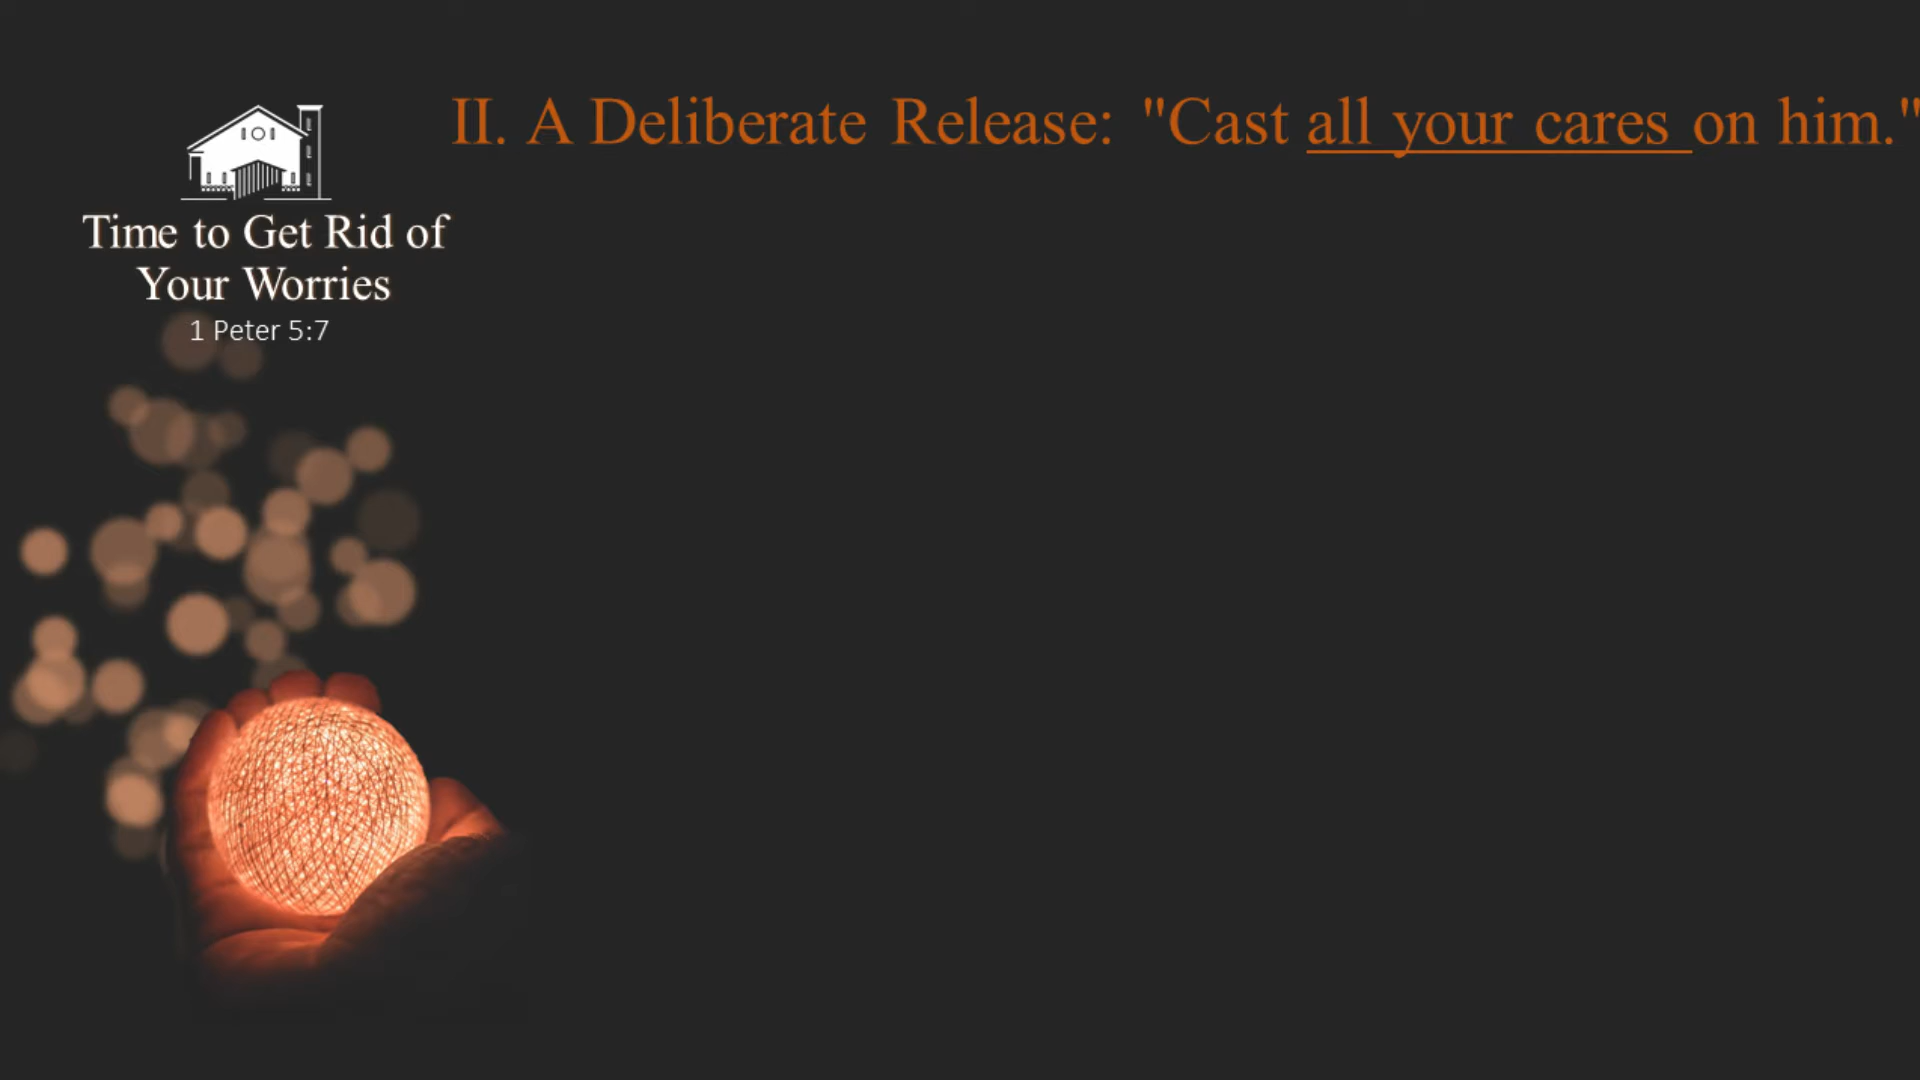 II. A Deliberate Release: "Cast all your cares on him."
Time to Get Rid of
Your Worries
1 Peter 5:7